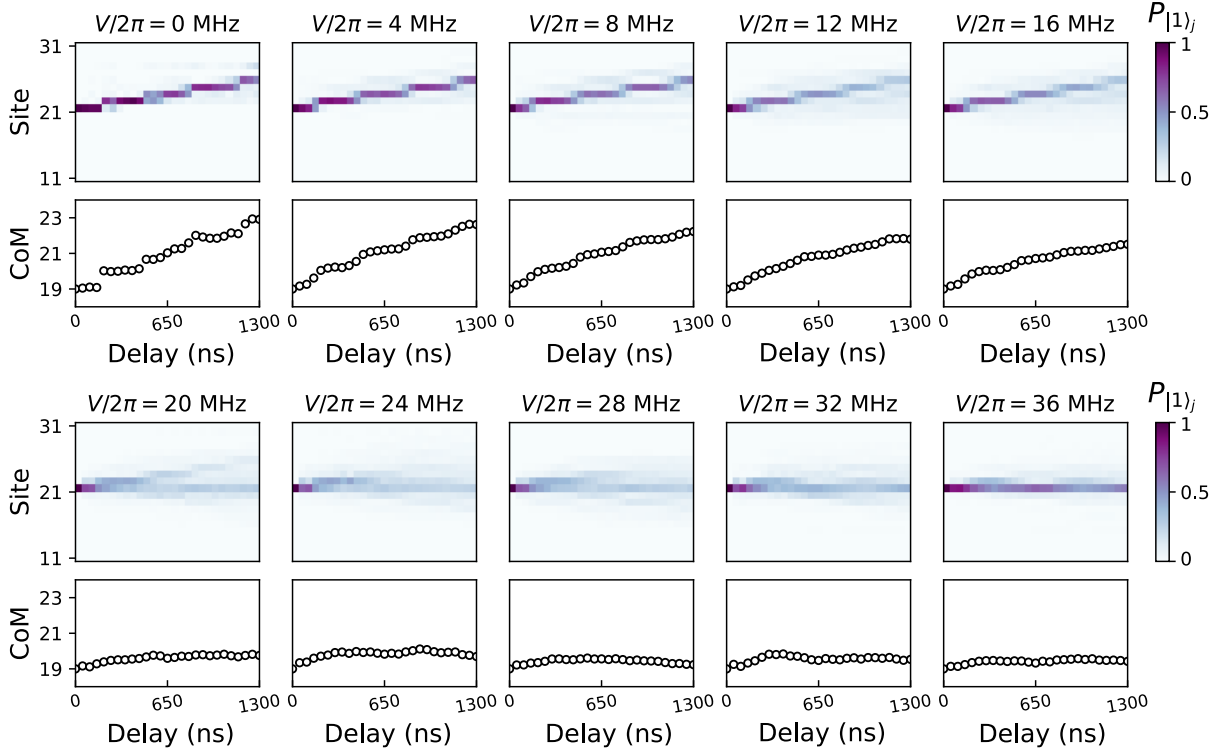 V/2π = 0 MHz V/2π = 4 MHz V/2π = 8 MHz V/2π = 12 MHz V/2π = 16 MHz P|1⟩j
31
21
11
Site
1
0.5
0
23
21
19
CoM
0 650 1300 0 650 1300 0 650 1300 0 650 1300 0 650 1300
Delay (ns) Delay (ns) Delay (ns) Delay (ns) Delay (ns)
V/2π = 20 MHz V/2π = 24 MHz V/2π = 28 MHz V/2π = 32 MHz V/2π = 36 MHz P|1⟩j
31
21
11
Site
1
0.5
0
23
21
19
CoM
0 650 1300 0 650 1300 0 650 1300 0 650 1300 0 650 1300
Delay (ns) Delay (ns) Delay (ns) Delay (ns) Delay (ns)